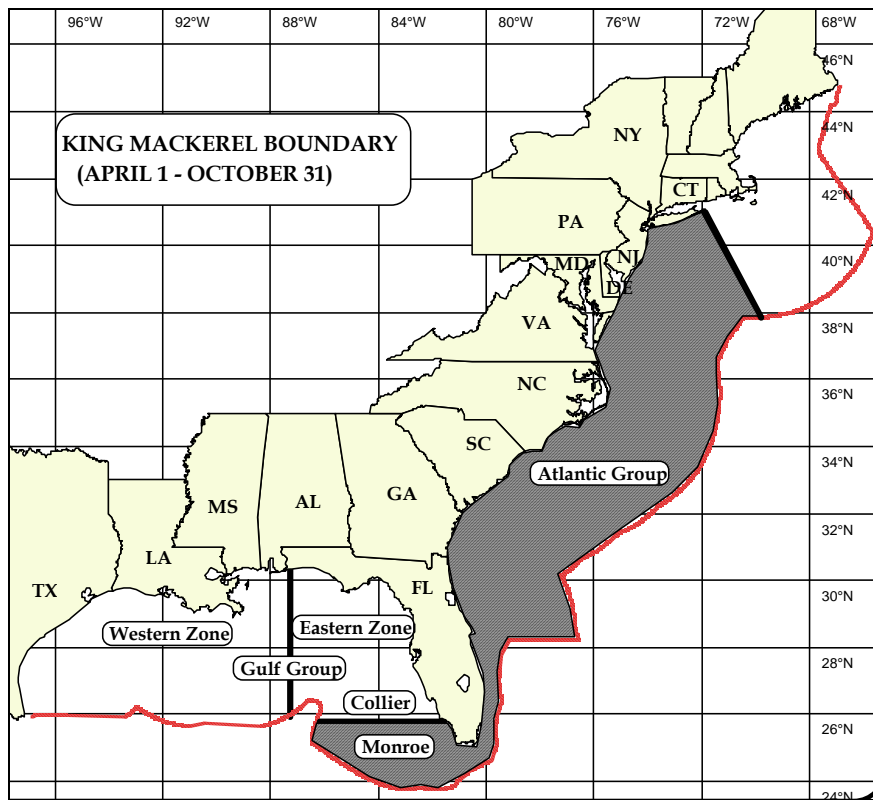 96°W 92°W 88°W 84°W 80°W 76°W 72°W 68°W
46°N
KING MACKEREL BOUNDARY
(APRIL 1 - OCTOBER 31)
44°N
NY
42°N
CT
PA
40°N
NJ
MD
DE
38°N
VA
36°N
NC
34°N
SC
Atlantic Group
32°N
MS
AL
GA
LA
30°N
TX
FL
Western Zone
Eastern Zone
28°N
Gulf Group
Collier
26°N
Monroe
24°N